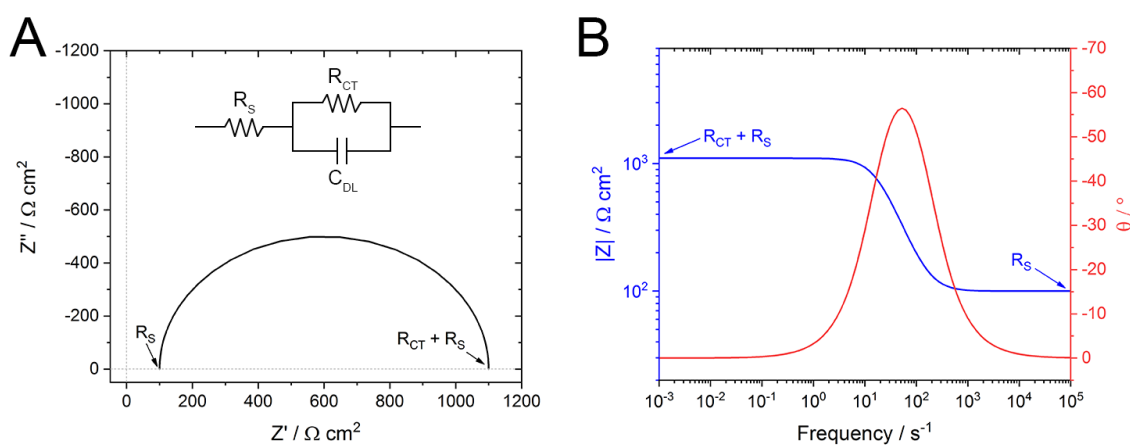 A
-1200
-1000
-800
-600
-400
-200
0
Z'' / Ω cm²
0
200
400
600
800
1000
1200
Z' / Ω cm²
R_S
R_CT
C_DL
R_S
R_CT + R_S
B
10³
10²
|Z| / Ω cm²
10⁻³
10⁻²
10⁻¹
10⁰
10¹
10²
10³
10⁴
10⁵
Frequency / s⁻¹
-70
-60
-50
-40
-30
-20
-15
-10
0
θ / °
R_CT + R_S
R_S